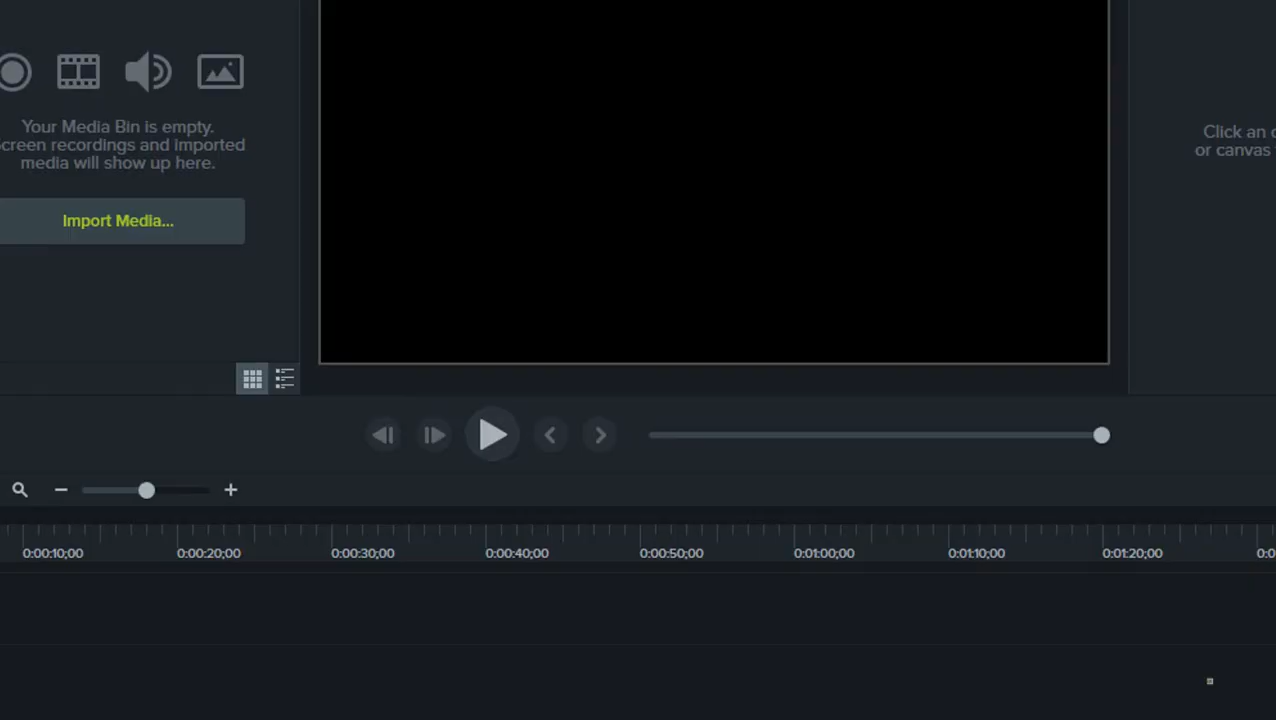 Your Media Bin is empty.
creen recordings and imported
media will show up here.
Import Media...
Click an
or canvas
0:00:10;00 0:00:20;00 0:00:30;00 0:00:40;00 0:00:50;00 0:01:00;00 0:01:10;00 0:01:20;00 0:0